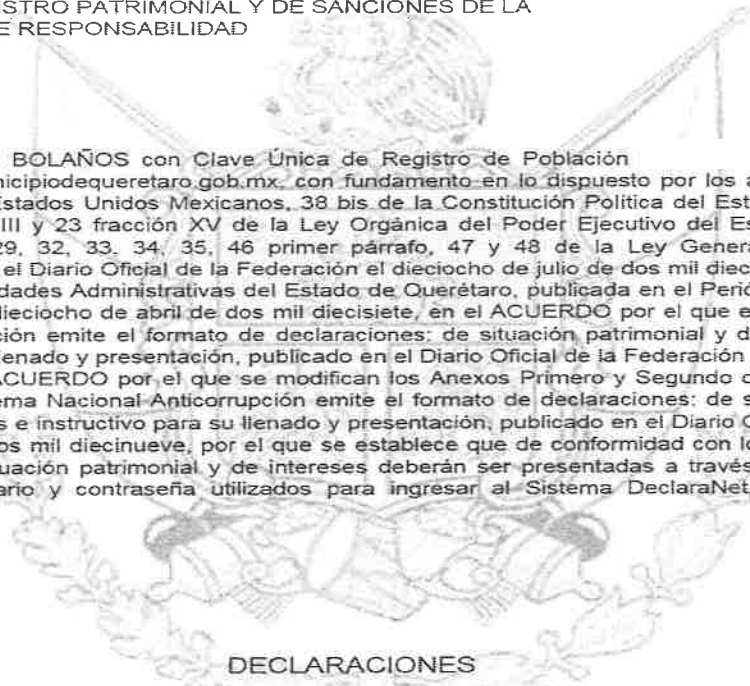 ISTRO PATRIMONIAL Y DE SANCIONES DE LA
E RESPONSABILIDAD
BOLAÑOS con Clave Única de Registro de Población
nicipiodequeretaro.gob.mx, con fundamento en lo dispuesto por los a
Estados Unidos Mexicanos, 38 bis de la Constitución Política del Est
III y 23 fracción XV de la Ley Orgánica del Poder Ejecutivo del Es
29, 32, 33, 34, 35, 46 primer párrafo, 47 y 48 de la Ley Genera
el Diario Oficial de la Federación el dieciocho de julio de dos mil diec
dades Administrativas del Estado de Querétaro, publicada en el Perió
dieciocho de abril de dos mil diecisiete, en el ACUERDO por el que e
ción emite el formato de declaraciones: de situación patrimonial y d
lenado y presentación, publicado en el Diario Oficial de la Federación
ACUERDO por el que se modifican los Anexos Primero y Segundo d
ema Nacional Anticorrupción emite el formato de declaraciones: de s
s e instructivo para su llenado y presentación, publicado en el Diario O
os mil diecinueve, por el que se establece que de conformidad con lo
uación patrimonial y de intereses deberán ser presentadas a través
ario y contraseña utilizados para ingresar al Sistema DeclaraNet,
DECLARACIONES